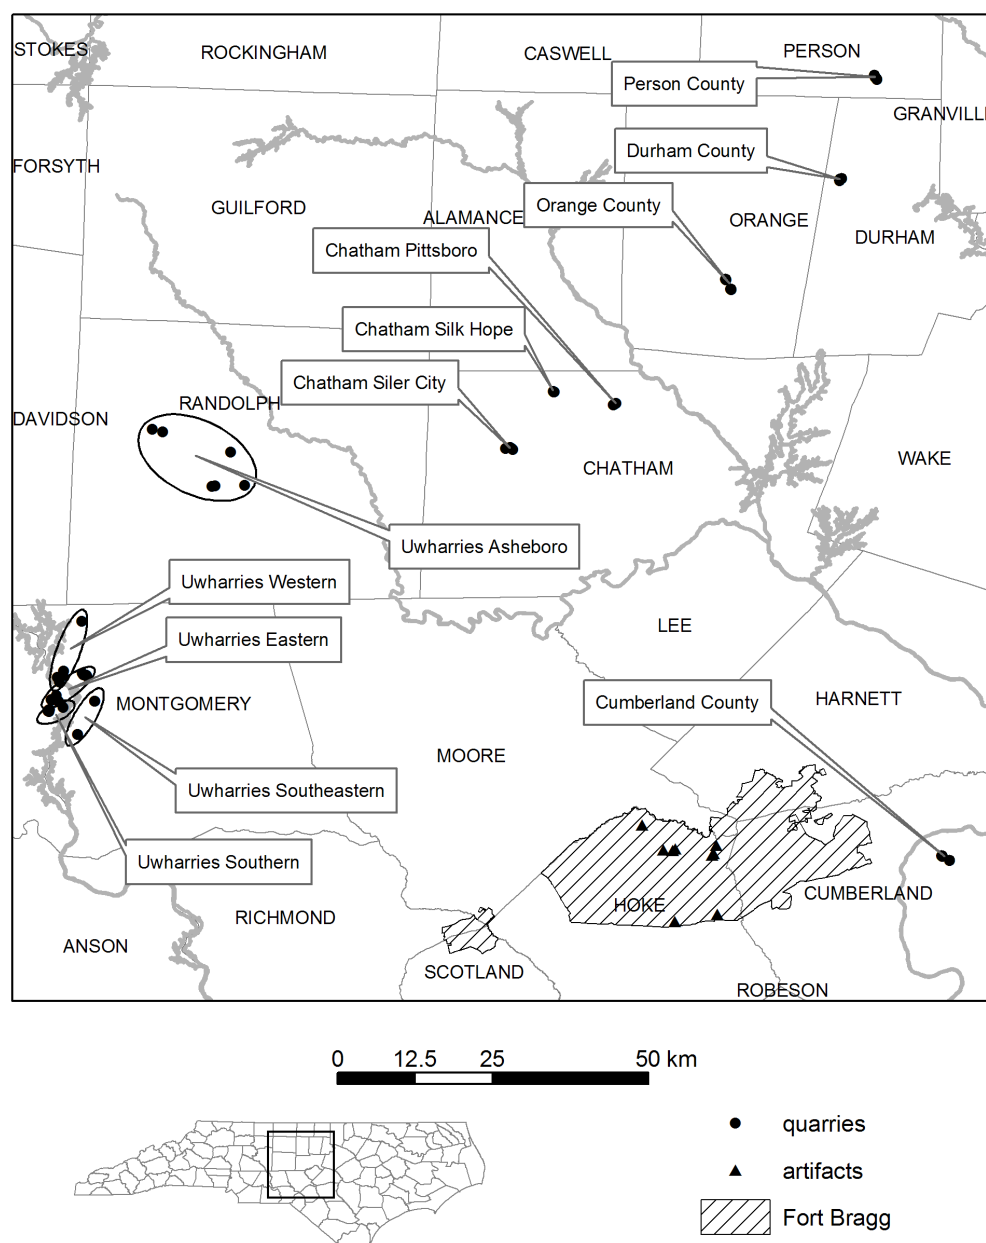 STOKES
ROCKINGHAM
CASWELL
PERSON
Person County
GRANVILL
Durham County
FORSYTH
Orange County
GUILFORD
ALAMANCE
ORANGE
DURHAM
Chatham Pittsboro
Chatham Silk Hope
Chatham Siler City
DAVIDSON
RANDOLPH
CHATHAM
WAKE
Uwharries Asheboro
Uwharries Western
Uwharries Eastern
LEE
MONTGOMERY
Cumberland County
HARNETT
MOORE
Uwharries Southeastern
Uwharries Southern
HOKE
CUMBERLAND
RICHMOND
ANSON
SCOTLAND
ROBESON
0 12.5 25 50 km
quarries
artifacts
Fort Bragg